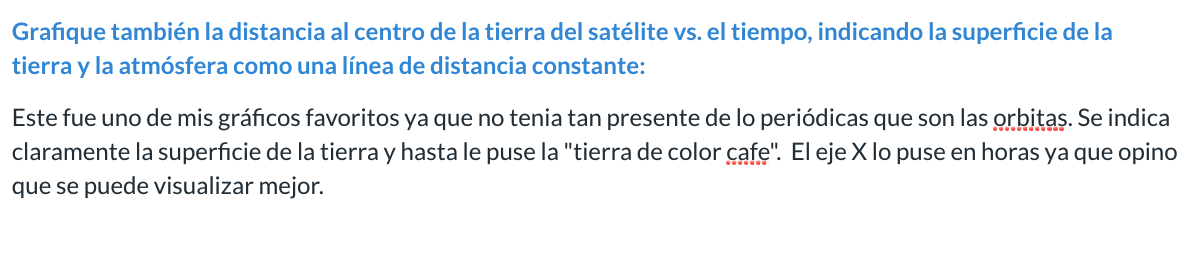 Grafique también la distancia al centro de la tierra del satélite vs. el tiempo, indicando la superficie de la
tierra y la atmósfera como una línea de distancia constante:
Este fue uno de mis gráficos favoritos ya que no tenia tan presente de lo periódicas que son las orbitas. Se indica
claramente la superficie de la tierra y hasta le puse la "tierra de color cafe".  El eje X lo puse en horas ya que opino
que se puede visualizar mejor.